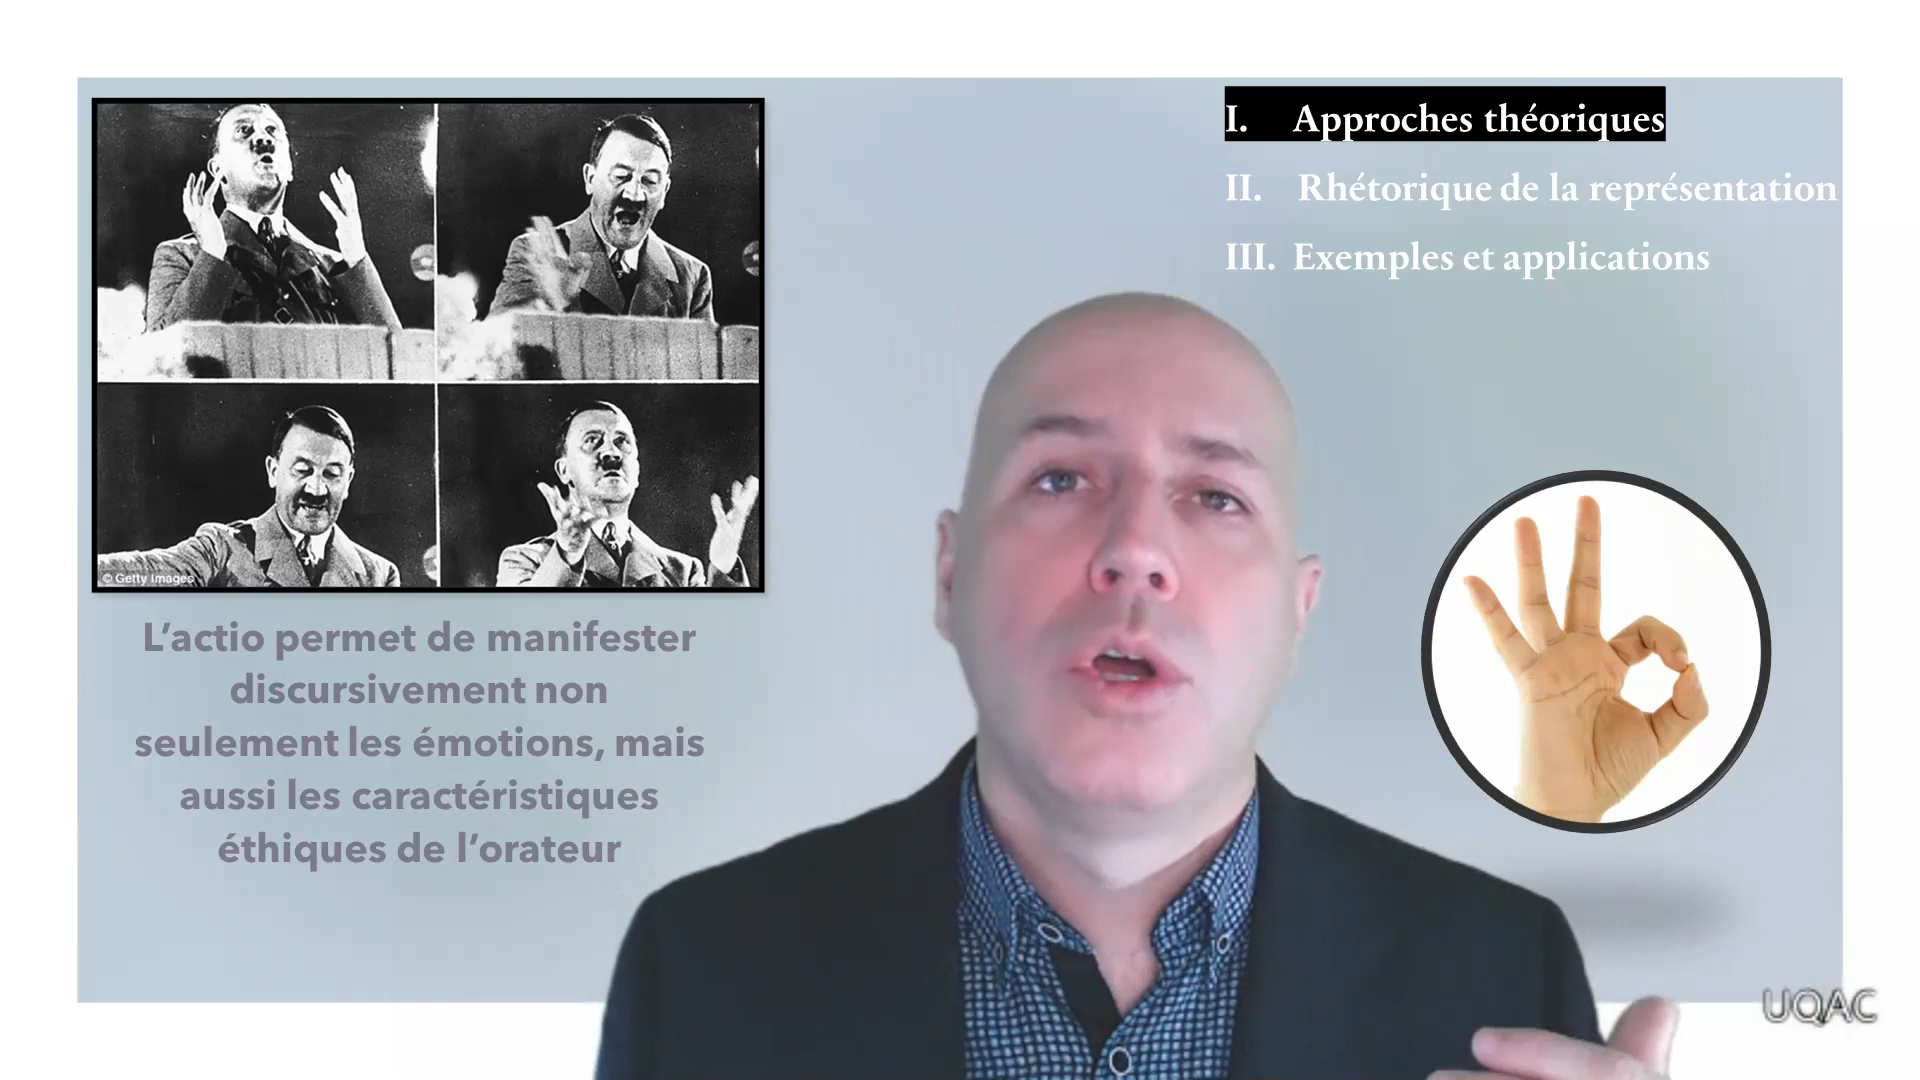 I. Approches théoriques
II. Rhétorique de la représentation
III. Exemples et applications
© Getty Images
L’actio permet de manifester
discursivement non
seulement les émotions, mais
aussi les caractéristiques
éthiques de l’orateur
UQAC